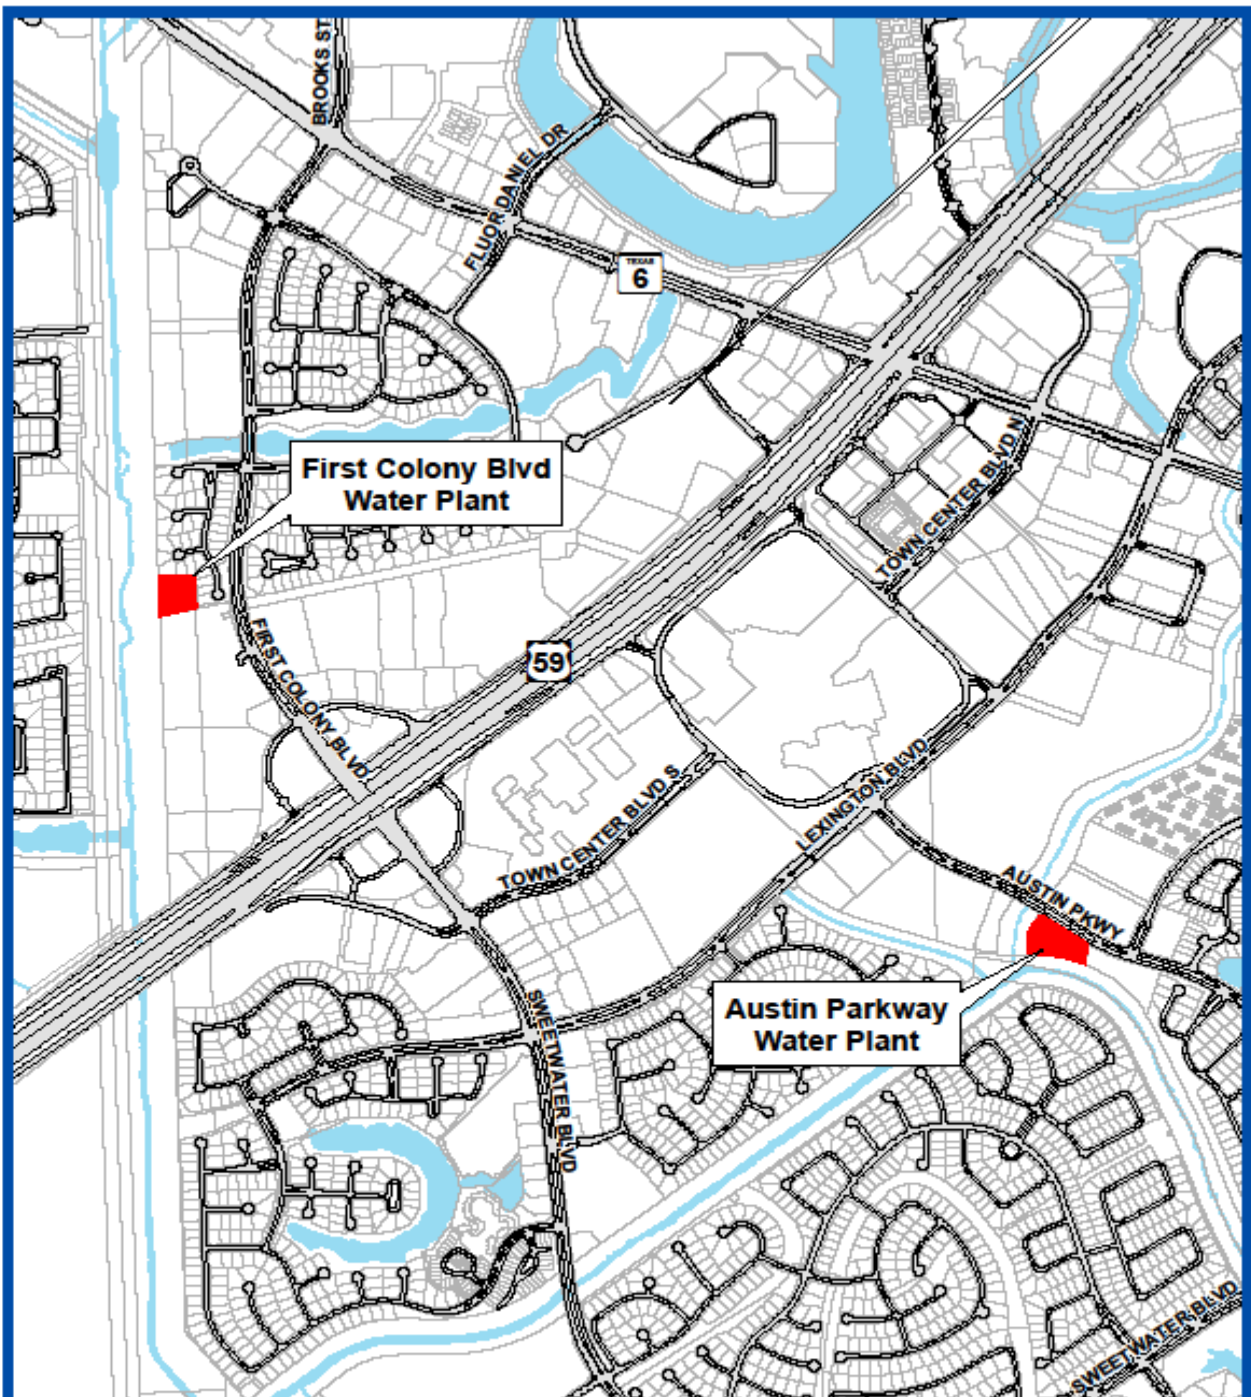 BROOKS ST
FLUOR DANIEL DR
TEXAS
6
TOWN CENTER BLVD N
First Colony Blvd
Water Plant
FIRST COLONY BLVD
59
TOWN CENTER BLVD S
LEXINGTON BLVD
AUSTIN PKWY
Austin Parkway
Water Plant
SWEETWATER BLVD
SWEETWATER BLVD